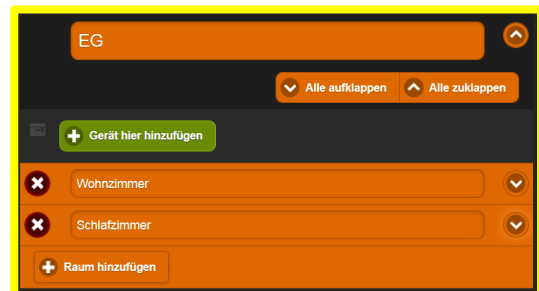 EG
Alle aufklappen Alle zuklappen
Gerät hier hinzufügen
Wohnzimmer
Schlafzimmer
Raum hinzufügen